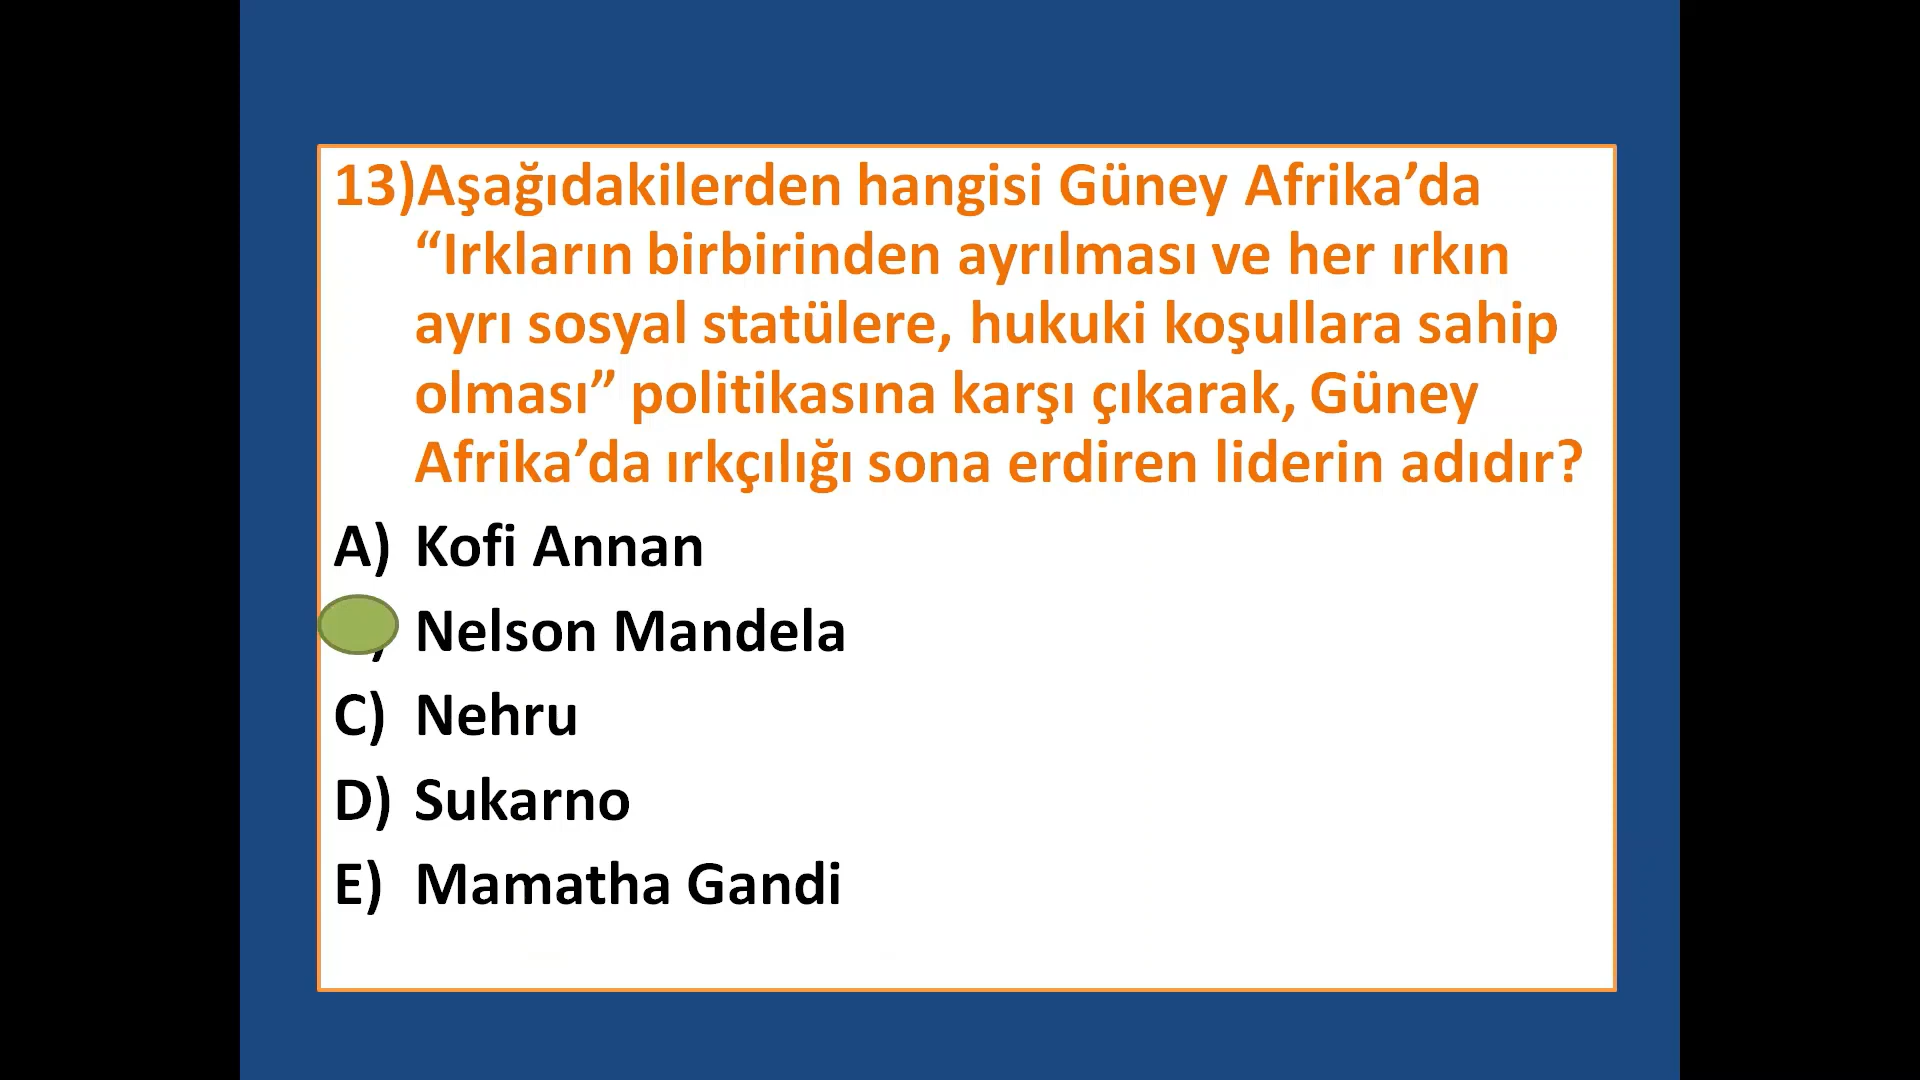 13)Aşağıdakilerden hangisi Güney Afrika’da
“Irkların birbirinden ayrılması ve her ırkın
ayrı sosyal statülere, hukuki koşullara sahip
olması” politikasına karşı çıkarak, Güney
Afrika’da ırkçılığı sona erdiren liderin adıdır?
A) Kofi Annan
) Nelson Mandela
C) Nehru
D) Sukarno
E) Mamatha Gandi